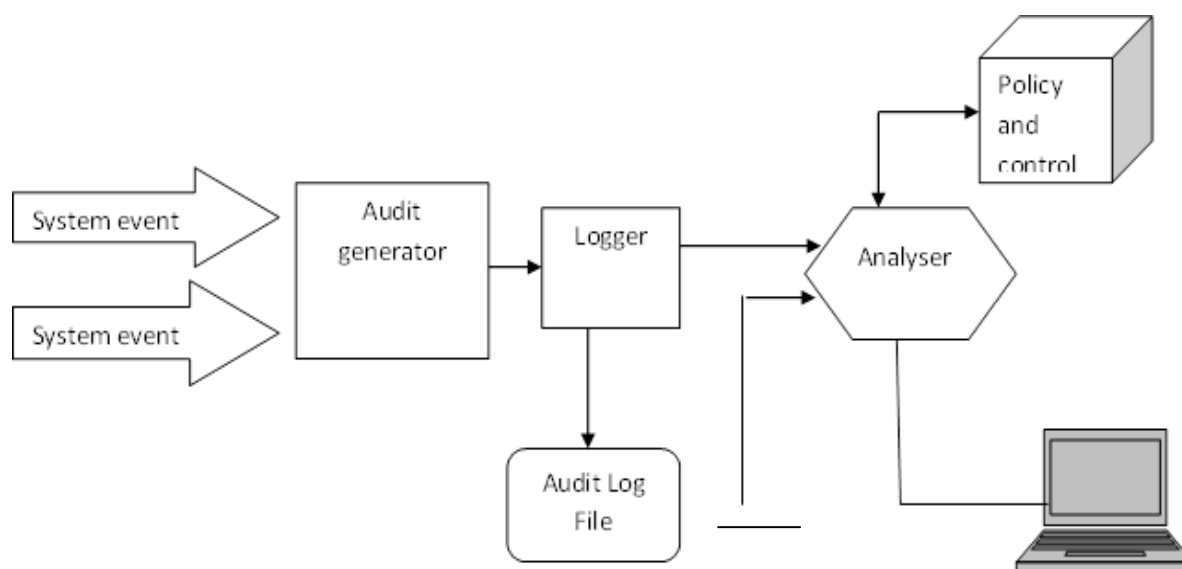 System event
System event
Audit
generator
Logger
Audit Log
File
Analyser
Policy
and
control